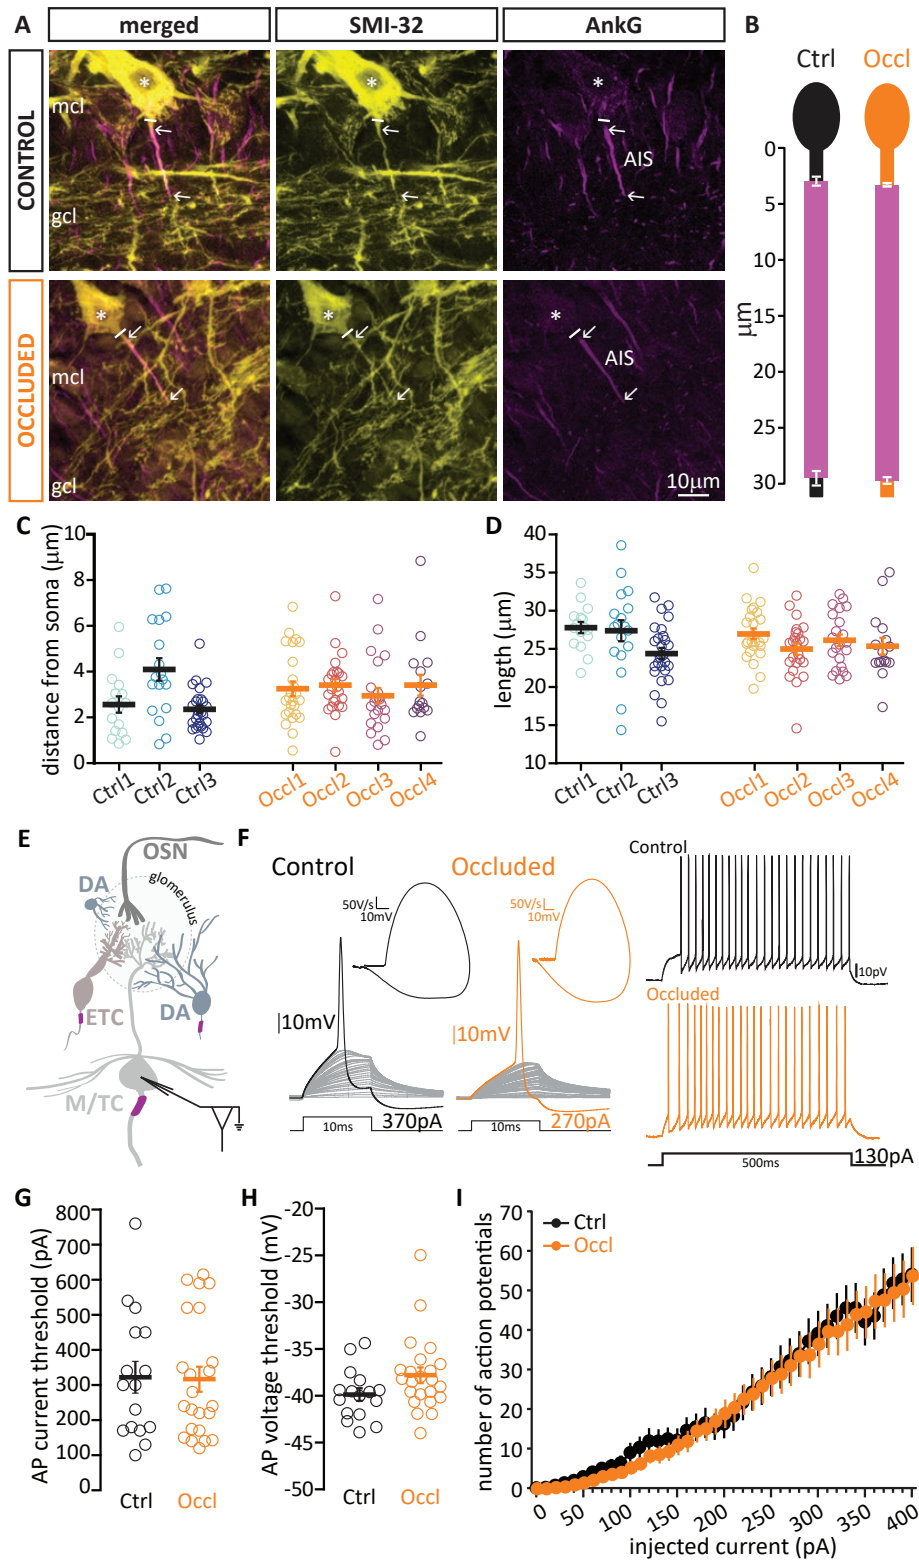 A
merged
SMI-32
AnkG
CONTROL
mcl
*
gcl
*
*
AIS
OCCLUDED
*
mcl
gcl
*
*
AIS
10μm
B
Ctrl
Occl
0
5
10
15
20
25
30
μm
C
distance from soma (μm)
10
8
6
4
2
0
Ctrl1
Ctrl2
Ctrl3
Occl1
Occl2
Occl3
Occl4
D
length (μm)
40
35
30
25
20
15
10
Ctrl1
Ctrl2
Ctrl3
Occl1
Occl2
Occl3
Occl4
E
OSN
DA
glomerulus
ETC
DA
M/TC
F
Control
Occluded
50V/s
10mV
50V/s
10mV
10mV
10mV
10ms
370pA
10ms
270pA
Control
10pV
Occluded
500ms
130pA
G
AP current threshold (pA)
800
700
600
500
400
300
200
100
0
Ctrl
Occl
H
AP voltage threshold (mV)
-20
-25
-30
-35
-40
-45
-50
Ctrl
Occl
I
number of action potentials
70
60
50
40
30
20
10
0
Ctrl
Occl
0
50
100
150
200
250
300
350
400
injected current (pA)